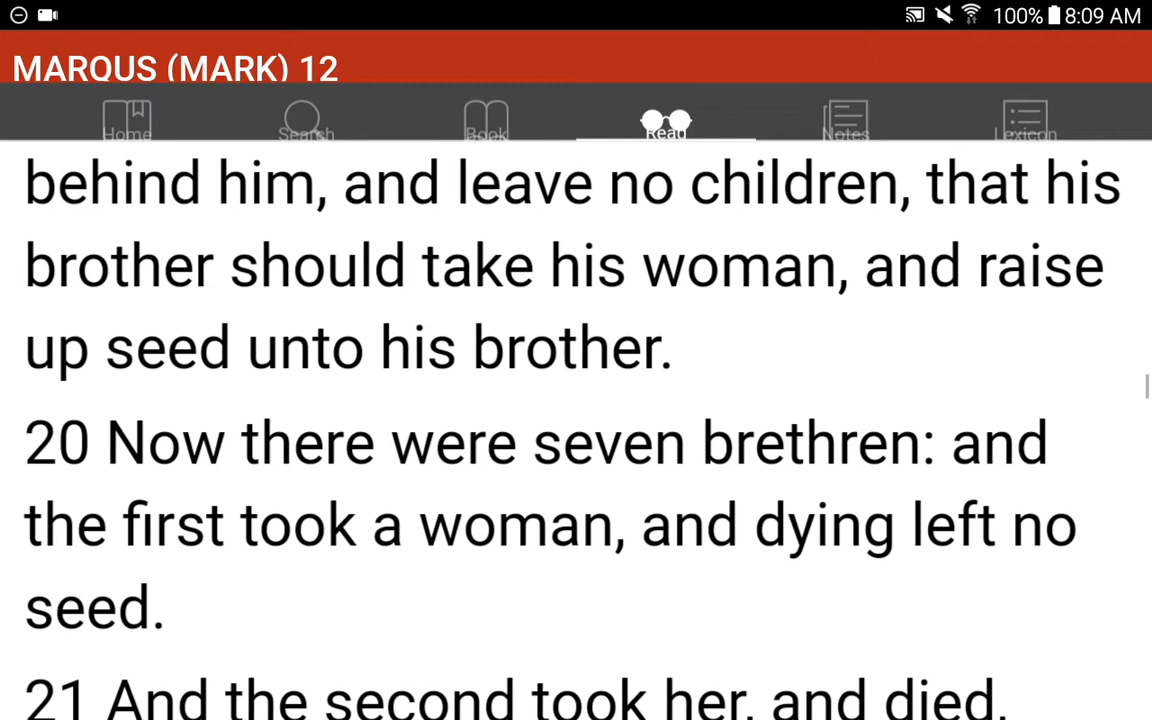 100% 8:09 AM
MARQUS (MARK) 12
Home Search Book Read Notes Lexicon
behind him, and leave no children, that his
brother should take his woman, and raise
up seed unto his brother.
20 Now there were seven brethren: and
the first took a woman, and dying left no
seed.
21 And the second took her, and died,